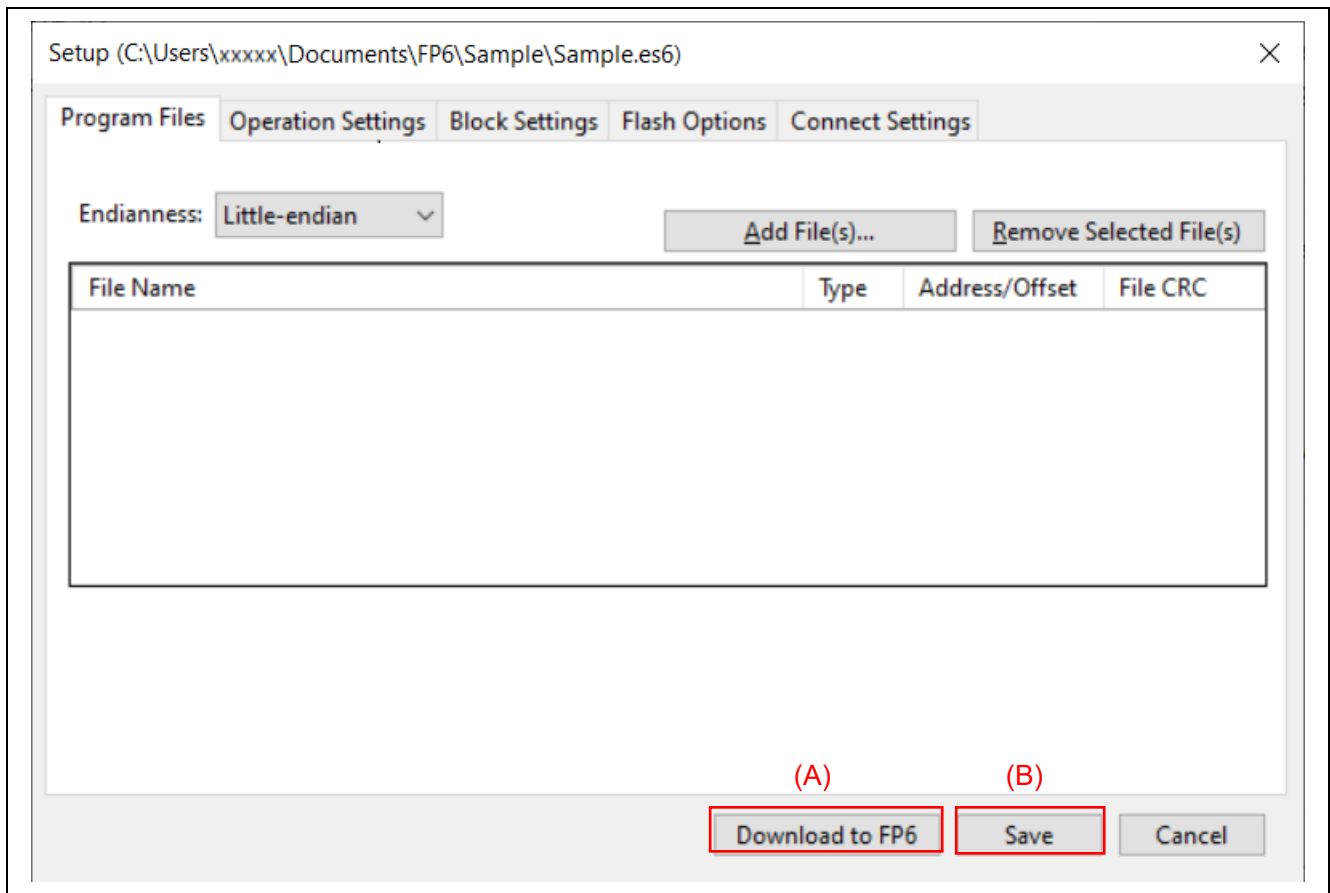 Setup (C:\Users\xxxxx\Documents\FP6\Sample\Sample.es6)
Program Files Operation Settings Block Settings Flash Options Connect Settings
Endianness: Little-endian
Add File(s)... Remove Selected File(s)
File Name Type Address/Offset File CRC
(A) (B)
Download to FP6 Save Cancel